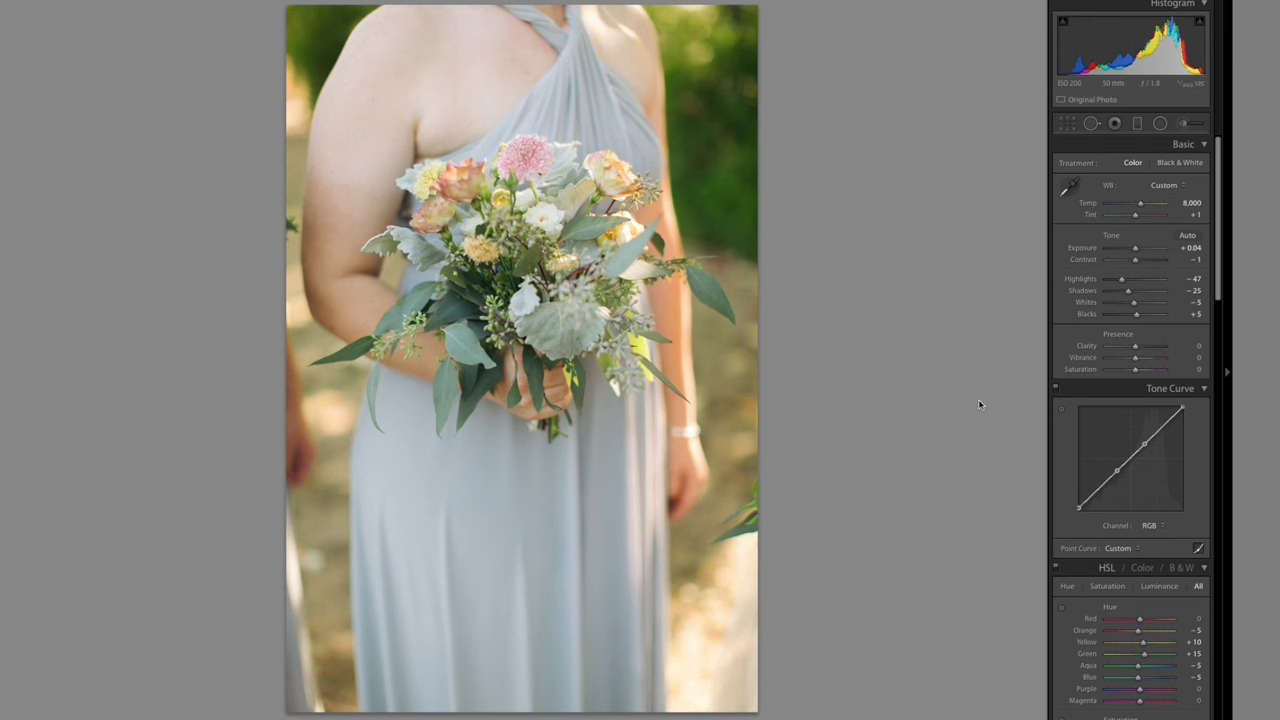 Histogram
ISO 200 50 mm ƒ / 1.8 sec
Original Photo
Basic
Treatment : Color Black & White
WB : Custom
Temp 8,000
Tint + 1
Tone Auto
Exposure + 0.04
Contrast − 1
Highlights − 47
Shadows − 25
Whites − 5
Blacks + 5
Presence
Clarity 0
Vibrance 0
Saturation 0
Tone Curve
Channel : RGB
Point Curve : Custom
HSL / Color / B & W
Hue Saturation Luminance All
Hue
Red 0
Orange − 5
Yellow + 10
Green + 15
Aqua − 5
Blue − 5
Purple 0
Magenta 0